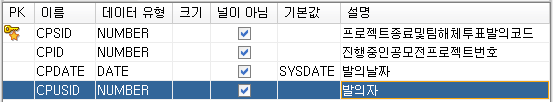 PK 이름 데이터 유형 크기 널이 아님 기본값 설명
CPSID NUMBER 프로젝트종료및팀해체투표발의코드
CPID NUMBER 진행중인공모전프로젝트번호
CPDATE DATE SYSDATE 발의날짜
CPUSID NUMBER 발의자